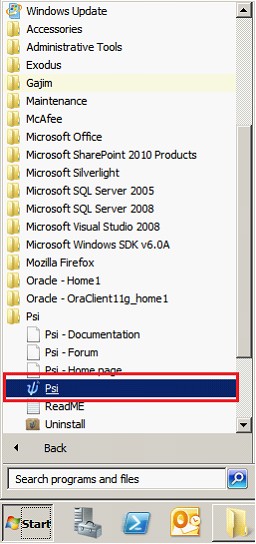 Windows Update
Accessories
Administrative Tools
Exodus
Gajim
Maintenance
McAfee
Microsoft Office
Microsoft SharePoint 2010 Products
Microsoft Silverlight
Microsoft SQL Server 2005
Microsoft SQL Server 2008
Microsoft Visual Studio 2008
Microsoft Windows SDK v6.0A
Mozilla Firefox
Oracle - Home1
Oracle - OraClient11g_home1
Psi
Psi - Documentation
Psi - Forum
Psi - Home page
Psi
ReadME
Uninstall
Back
Search programs and files
Start